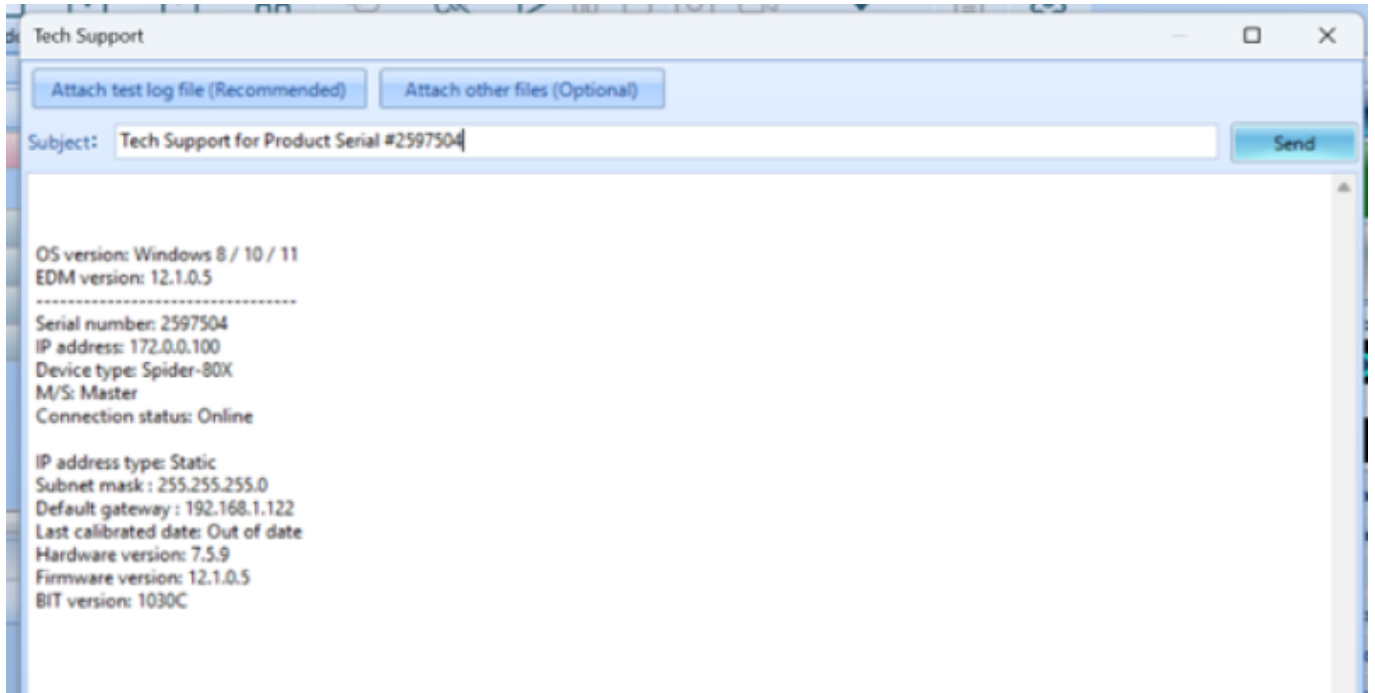 Tech Support
Attach test log file (Recommended) Attach other files (Optional)
Subject: Tech Support for Product Serial #2597504 Send
OS version: Windows 8 / 10 / 11
EDM version: 12.1.0.5
---------------------------------
Serial number: 2597504
IP address: 172.0.0.100
Device type: Spider-80X
M/S: Master
Connection status: Online
IP address type: Static
Subnet mask : 255.255.255.0
Default gateway : 192.168.1.122
Last calibrated date: Out of date
Hardware version: 7.5.9
Firmware version: 12.1.0.5
BIT version: 1030C